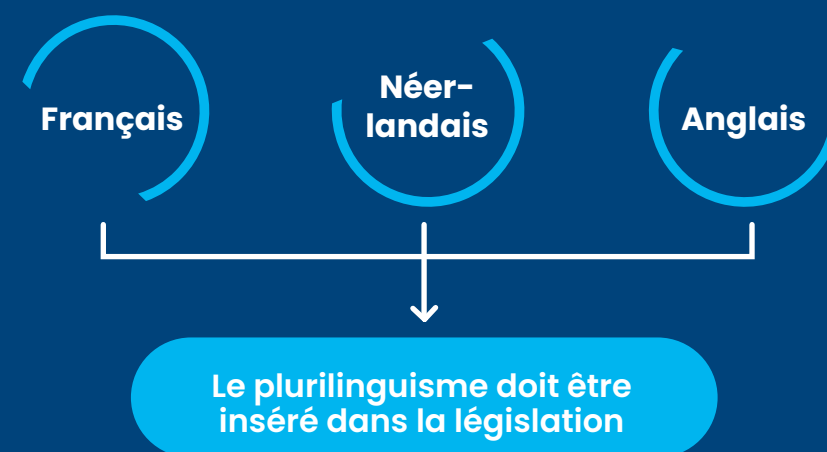 Français
Néer-
landais
Anglais
Le plurilinguisme doit être
inséré dans la législation